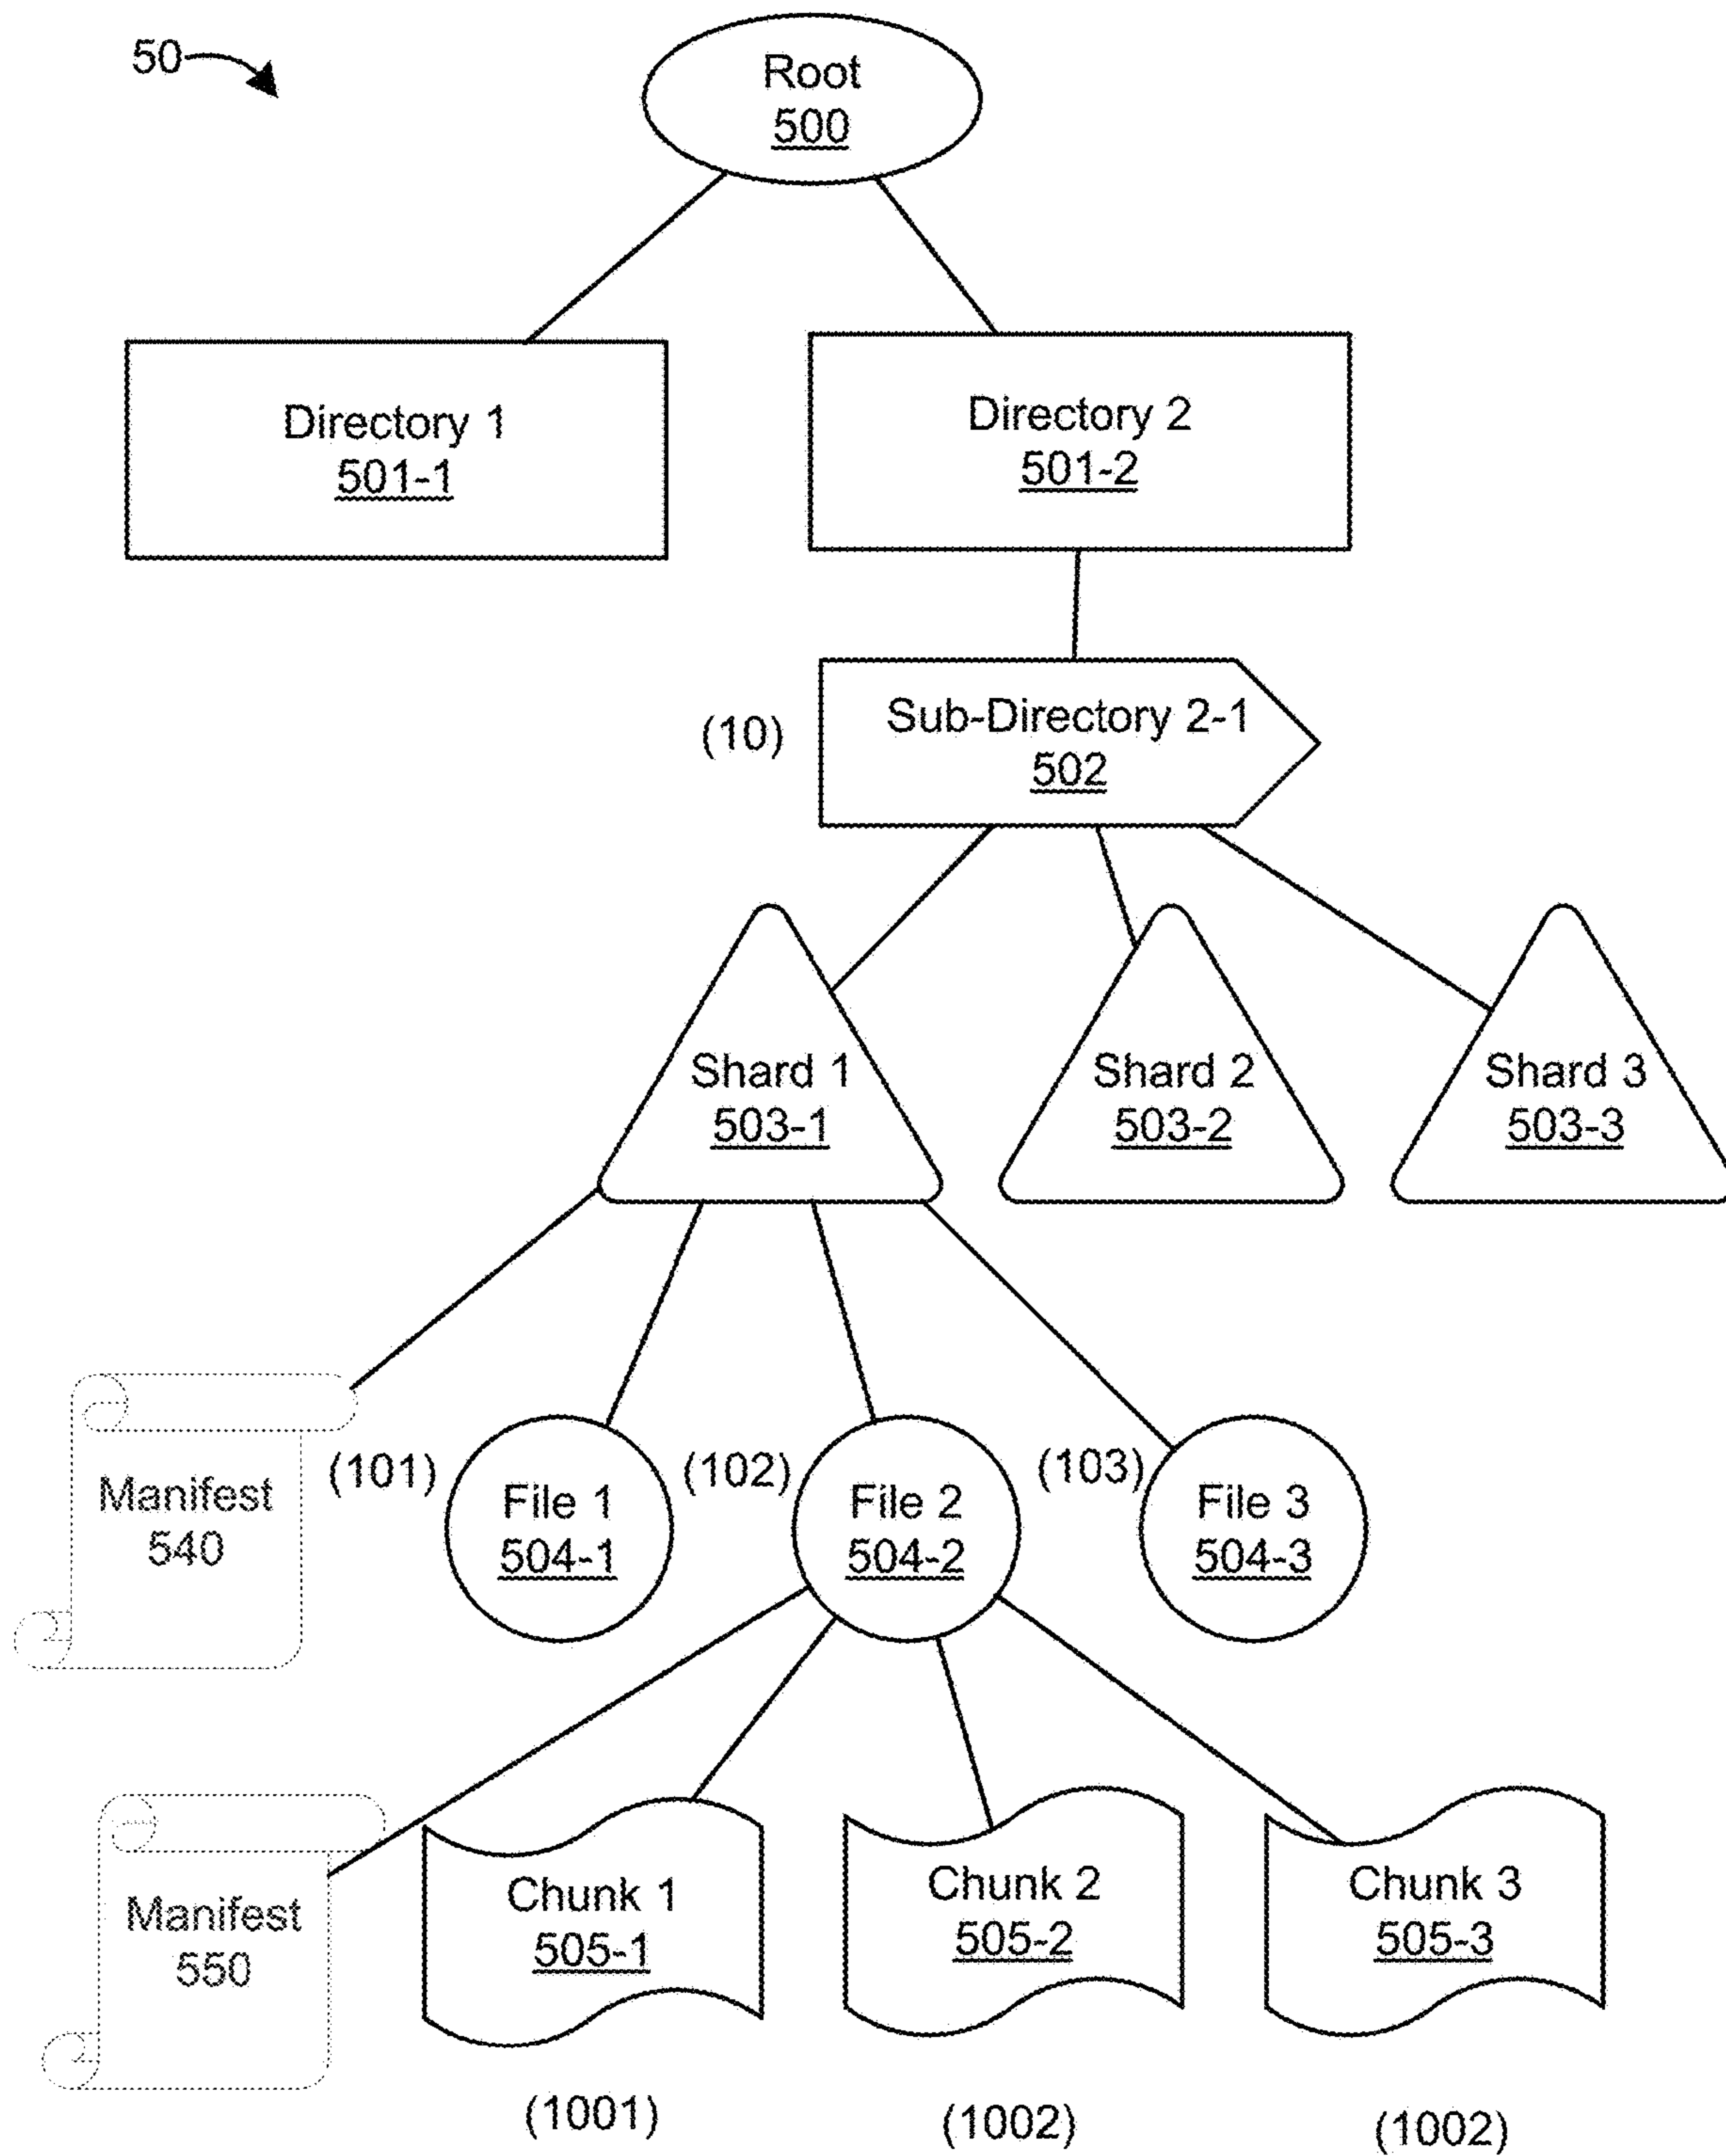 50
Root
500
Directory 1
501-1
Directory 2
501-2
(10)
Sub-Directory 2-1
502
Shard 1
503-1
Shard 2
503-2
Shard 3
503-3
Manifest
540
(101)
File 1
504-1
(102)
File 2
504-2
(103)
File 3
504-3
Manifest
550
Chunk 1
505-1
Chunk 2
505-2
Chunk 3
505-3
(1001)
(1002)
(1002)